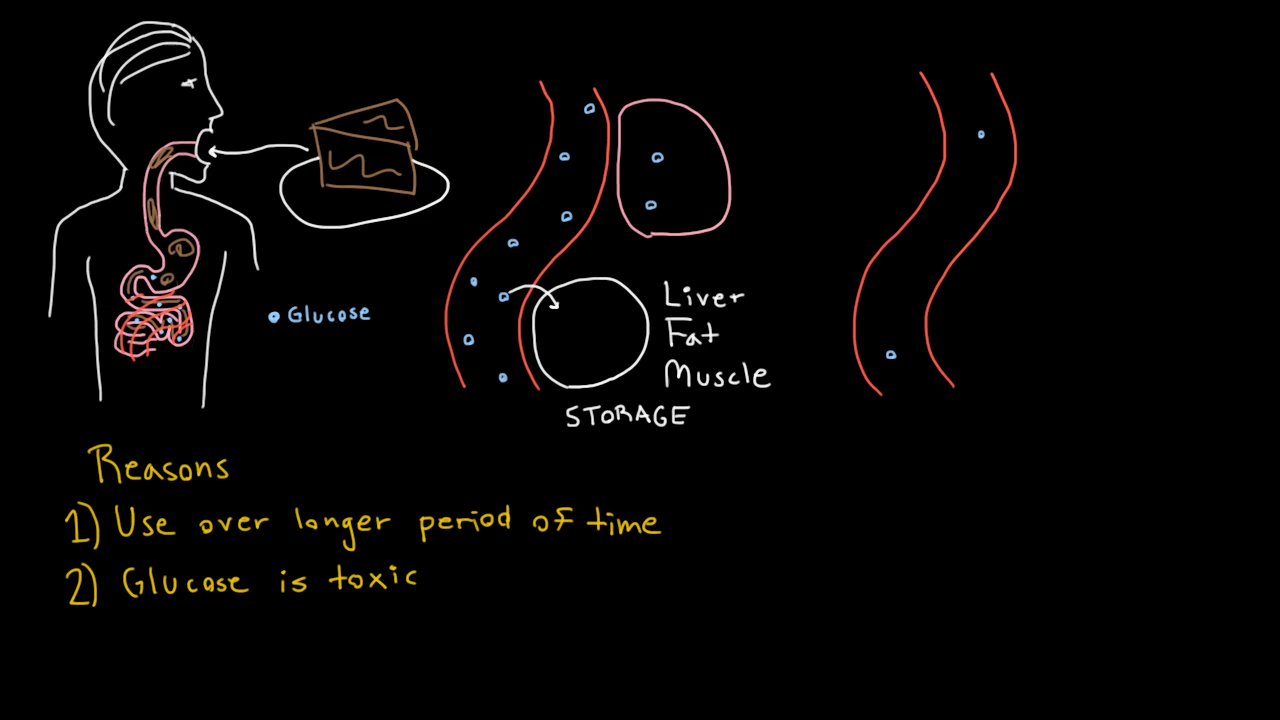 Glucose
Liver
Fat
Muscle
STORAGE
Reasons
1) Use over longer period of time
2) Glucose is toxic